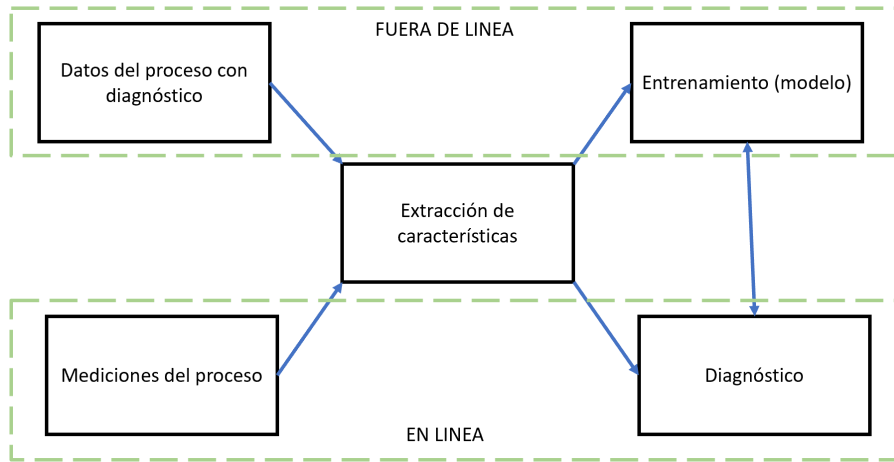 FUERA DE LINEA
Datos del proceso con
diagnóstico
Entrenamiento (modelo)
Extracción de
características
Mediciones del proceso
Diagnóstico
EN LINEA